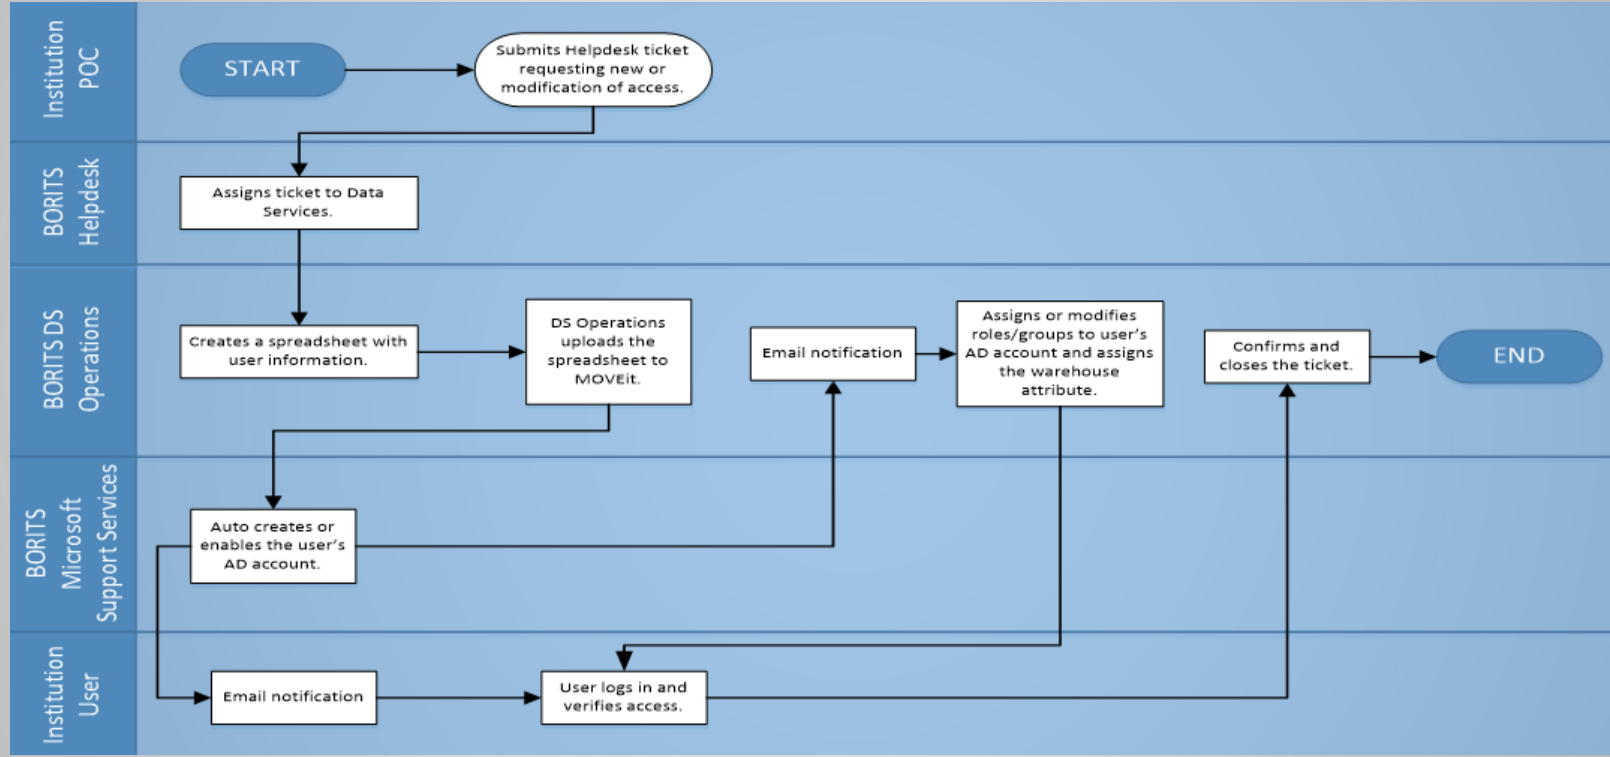 Institution
POC
START
Submits Helpdesk ticket
requesting new or
modification of access.
BORITS
Helpdesk
Assigns ticket to Data
Services.
BORITS DS
Operations
Creates a spreadsheet with
user information.
DS Operations
uploads the
spreadsheet to
MOVEit.
Email notification
Assigns or modifies
roles/groups to user's
AD account and assigns
the warehouse
attribute.
Confirms and
closes the ticket.
END
BORITS
Microsoft
Support Services
Auto creates or
enables the user's
AD account.
Institution
User
Email notification
User logs in and
verifies access.